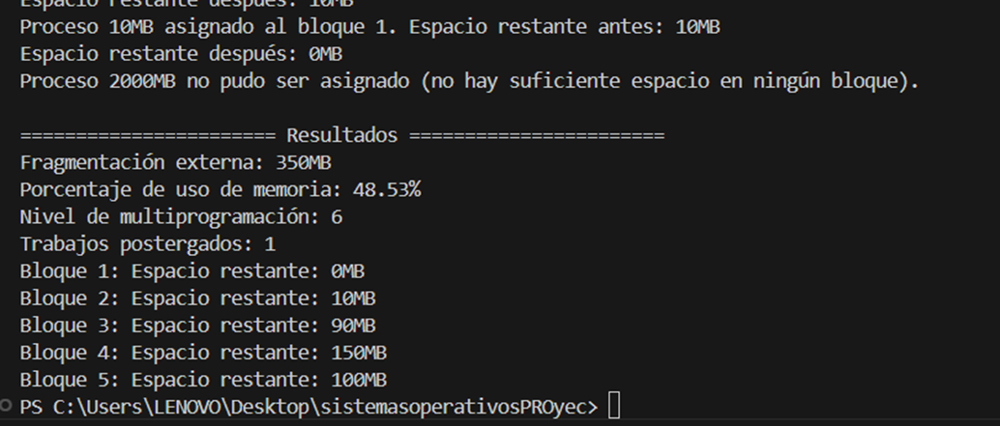 Espacio restante después: 10MB
Proceso 10MB asignado al bloque 1. Espacio restante antes: 10MB
Espacio restante después: 0MB
Proceso 2000MB no pudo ser asignado (no hay suficiente espacio en ningún bloque).
======================= Resultados =======================
Fragmentación externa: 350MB
Porcentaje de uso de memoria: 48.53%
Nivel de multiprogramación: 6
Trabajos postergados: 1
Bloque 1: Espacio restante: 0MB
Bloque 2: Espacio restante: 10MB
Bloque 3: Espacio restante: 90MB
Bloque 4: Espacio restante: 150MB
Bloque 5: Espacio restante: 100MB
PS C:\Users\LENOVO\Desktop\sistemasoperativosPROyec>